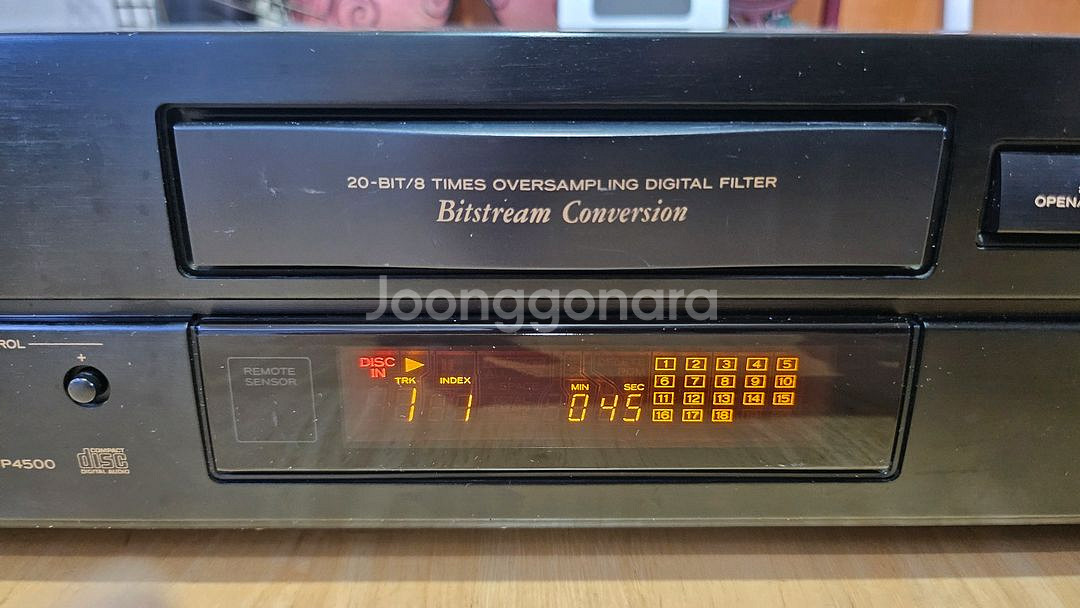 20-BIT/8 TIMES OVERSAMPLING DIGITAL FILTER
Bitstream Conversion
OPEN
Joonggonara
ROL
+
REMOTE
SENSOR
DISC
IN
TRK
INDEX
MIN
SEC
1
1
0 45
1 2 3 4 5
6 7 8 9 10
11 12 13 14 15
16 17 18
P4500
COMPACT
disc
DIGITAL AUDIO